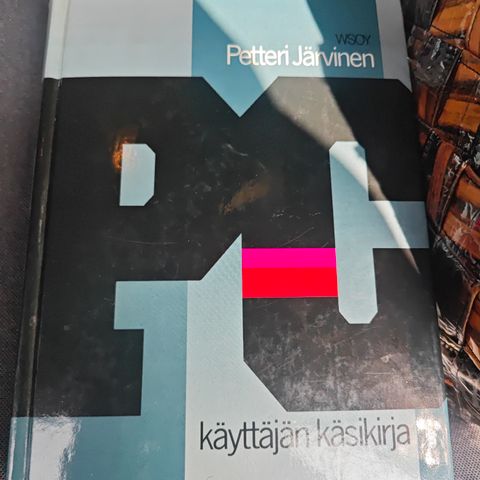 WSOY
Petteri Järvinen
PC
käyttäjän käsikirja